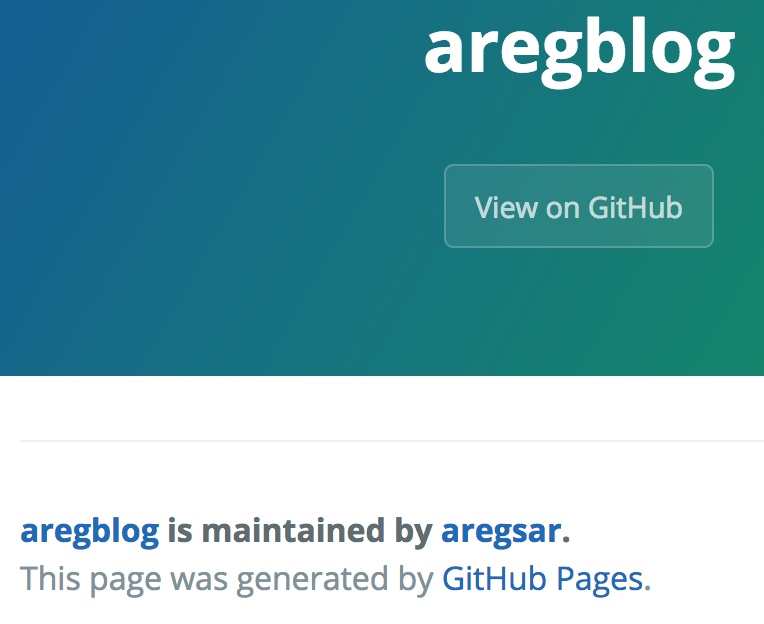 aregblog
View on GitHub
aregblog is maintained by aregsar.
This page was generated by GitHub Pages.